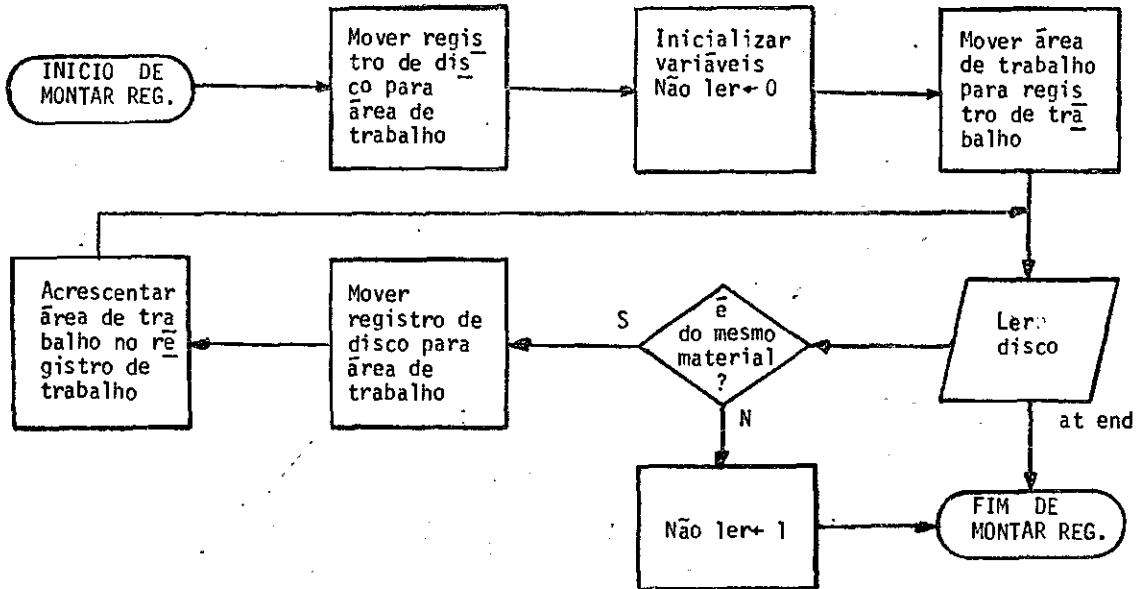 INICIO DE
MONTAR REG.
Mover regis
tro de dis
co para
área de
trabalho
Inicializar
variáveis
Não ler← 0
Mover área
de trabalho
para regis
tro de tra
balho
Acrescentar
área de tra
balho no re
gistro de
trabalho
Mover
registro de
disco para
área de
trabalho
S
é
do mesmo
material
?
N
Ler
disco
at end
Não ler← 1
FIM DE
MONTAR REG.